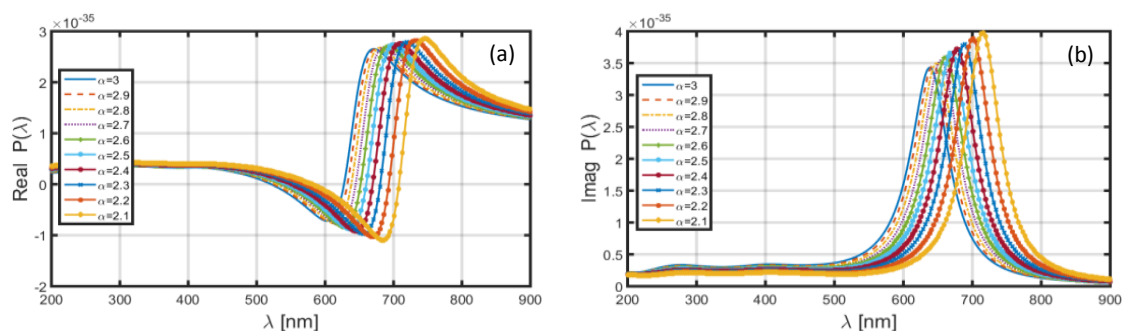 ×10⁻³⁵
(a)
3
2
1
0
-1
-2
Real P(λ)
α=3
α=2.9
α=2.8
α=2.7
α=2.6
α=2.5
α=2.4
α=2.3
α=2.2
α=2.1
200 300 400 500 600 700 800 900
λ [nm]
×10⁻³⁵
(b)
4
3.5
3
2.5
2
1.5
1
0.5
0
Imag P(λ)
α=3
α=2.9
α=2.8
α=2.7
α=2.6
α=2.5
α=2.4
α=2.3
α=2.2
α=2.1
200 300 400 500 600 700 800 900
λ [nm]